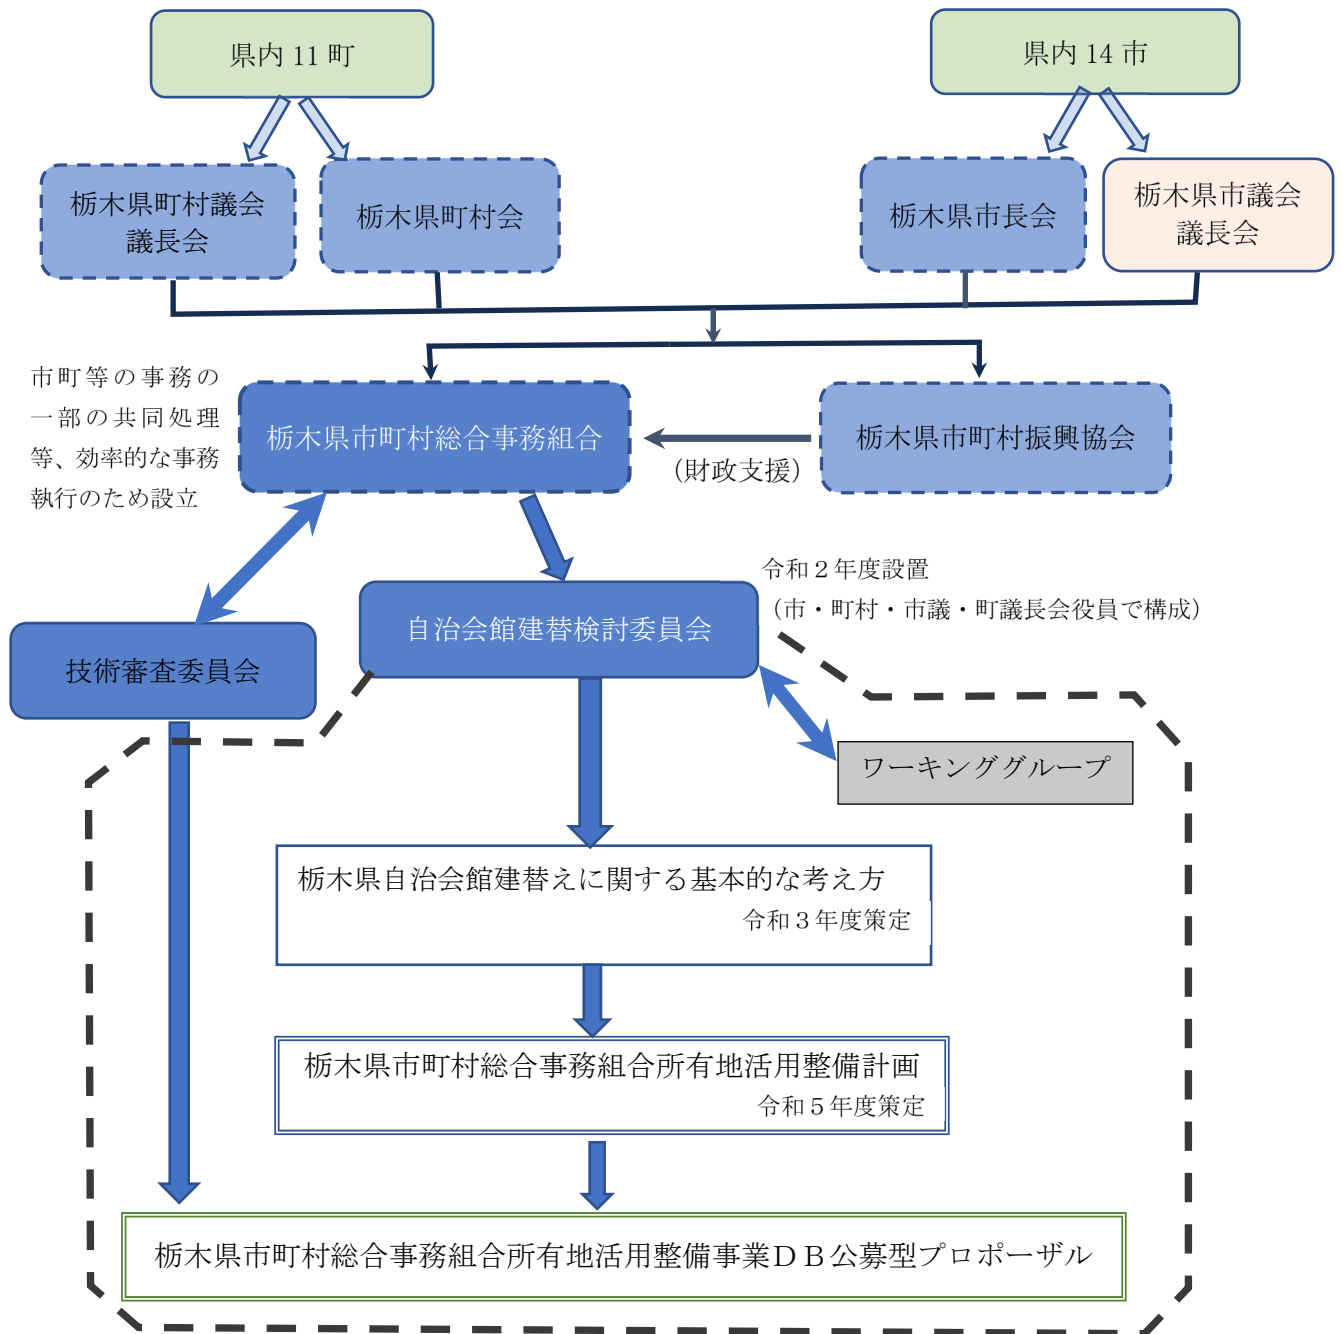 県内 11 町
県内 14 市
栃木県町村議会
議長会
栃木県町村会
栃木県市長会
栃木県市議会
議長会
市町等の事務の
一部の共同処理
等、効率的な事務
執行のため設立
栃木県市町村総合事務組合
（財政支援）
栃木県市町村振興協会
令和２年度設置
（市・町村・市議・町議長会役員で構成）
自治会館建替検討委員会
技術審査委員会
ワーキンググループ
栃木県自治会館建替えに関する基本的な考え方
令和３年度策定
栃木県市町村総合事務組合所有地活用整備計画
令和５年度策定
栃木県市町村総合事務組合所有地活用整備事業ＤＢ公募型プロポーザル